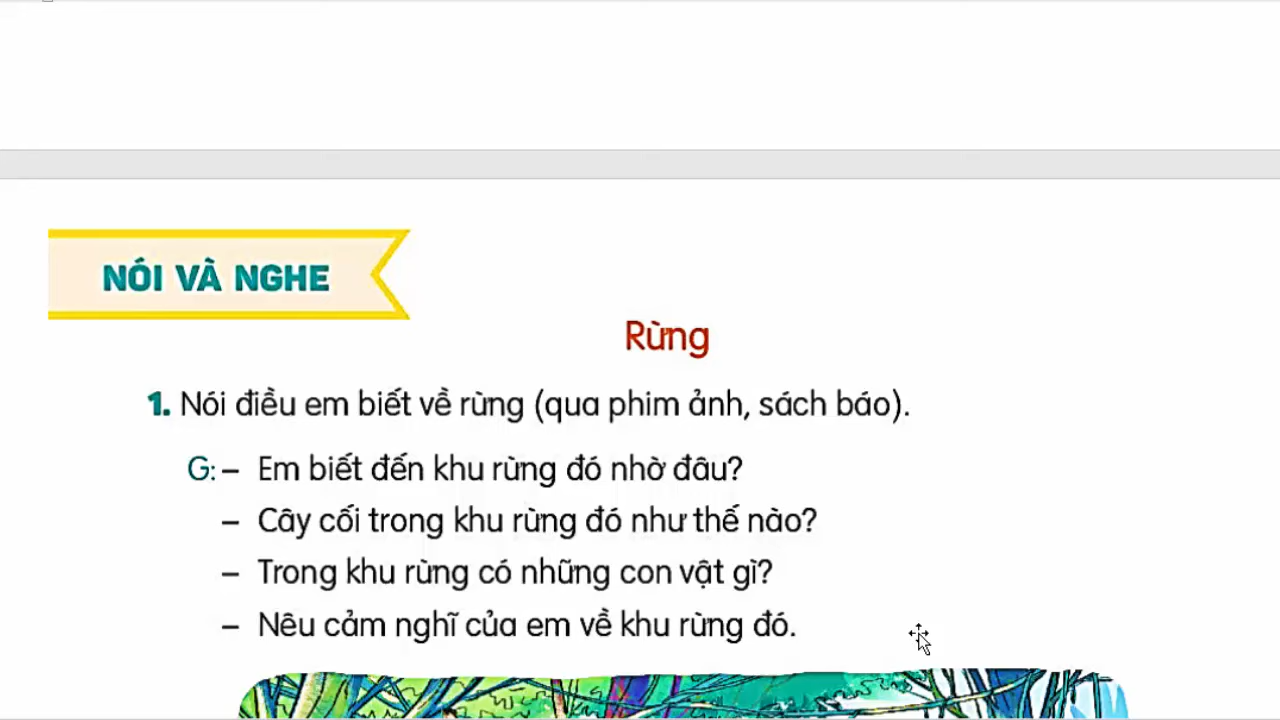 NÓI VÀ NGHE
Rừng
1. Nói điều em biết về rừng (qua phim ảnh, sách báo).
G: – Em biết đến khu rừng đó nhờ đâu?
– Cây cối trong khu rừng đó như thế nào?
– Trong khu rừng có những con vật gì?
– Nêu cảm nghĩ của em về khu rừng đó.